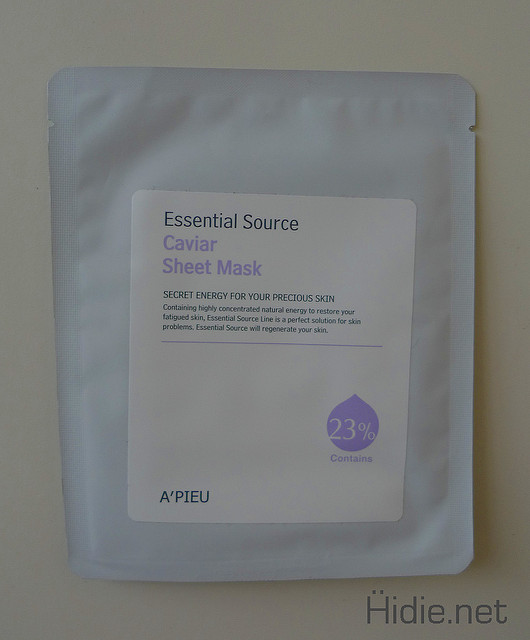 Essential Source
Caviar
Sheet Mask
SECRET ENERGY FOR YOUR PRECIOUS SKIN
Containing highly concentrated natural energy to restore your
fatigued skin, Essential Source Line is a perfect solution for skin
problems. Essential Source will regenerate your skin.
23%
Contains
A'PIEU
Ḧidie.net